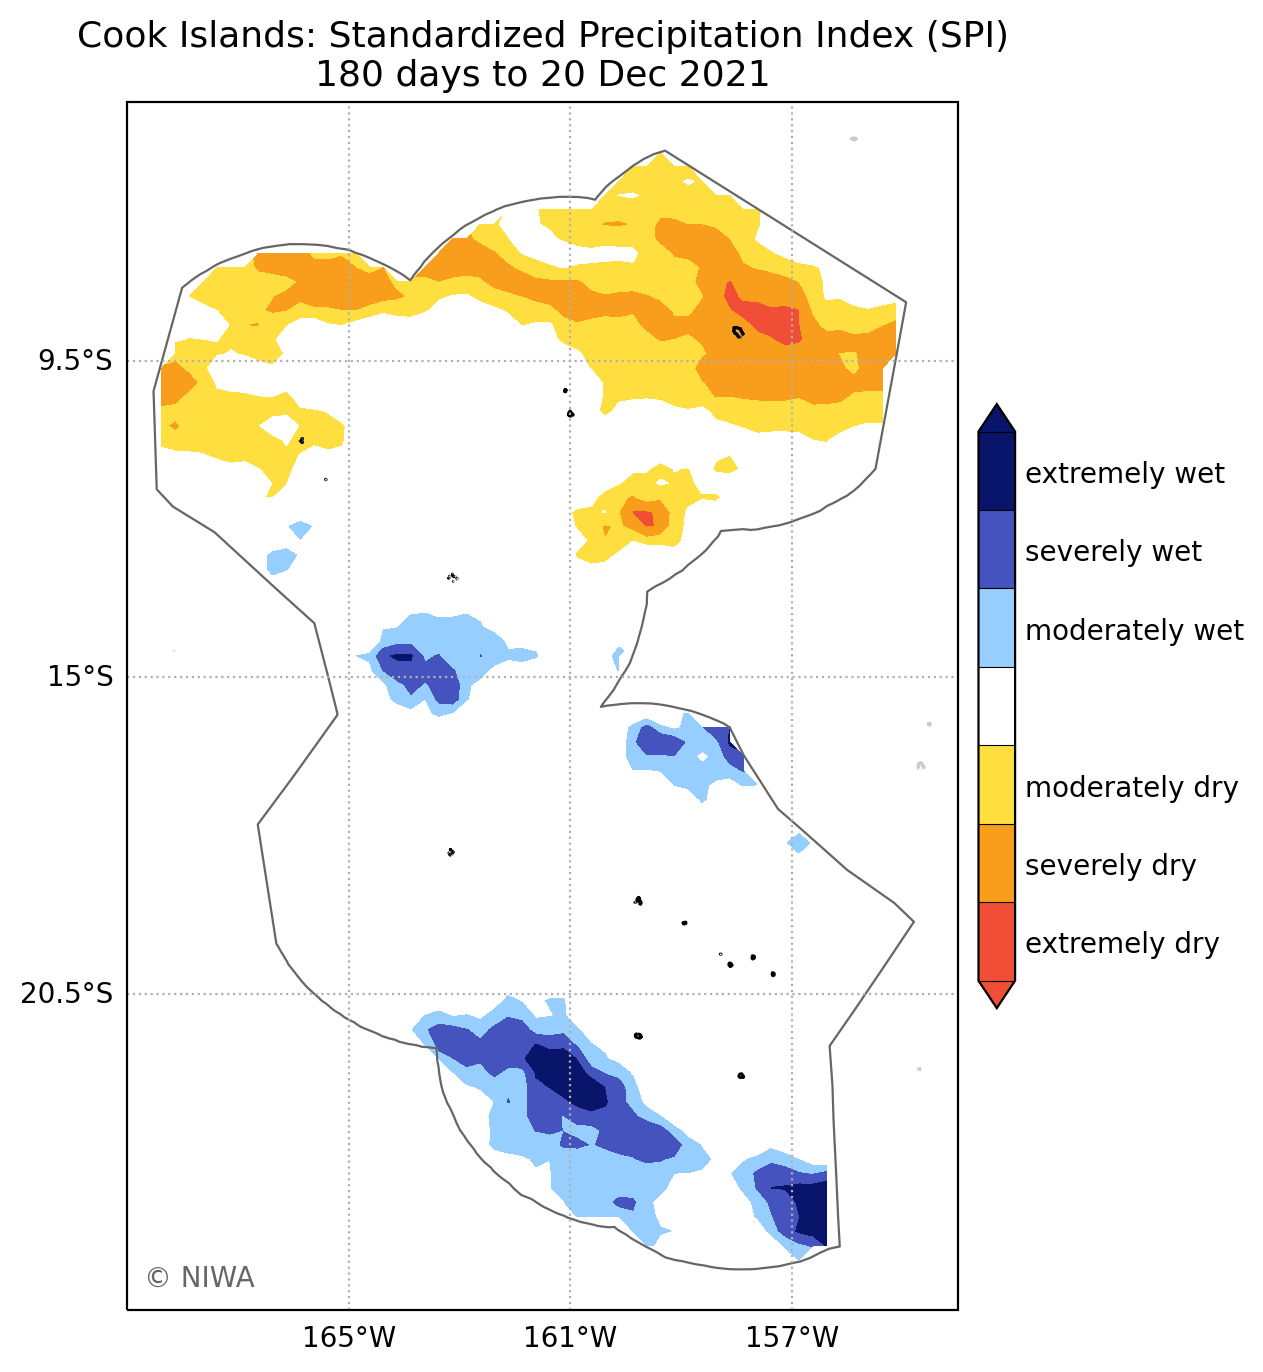 Cook Islands: Standardized Precipitation Index (SPI)
180 days to 20 Dec 2021
9.5°S
15°S
20.5°S
165°W
161°W
157°W
extremely wet
severely wet
moderately wet
moderately dry
severely dry
extremely dry
© NIWA